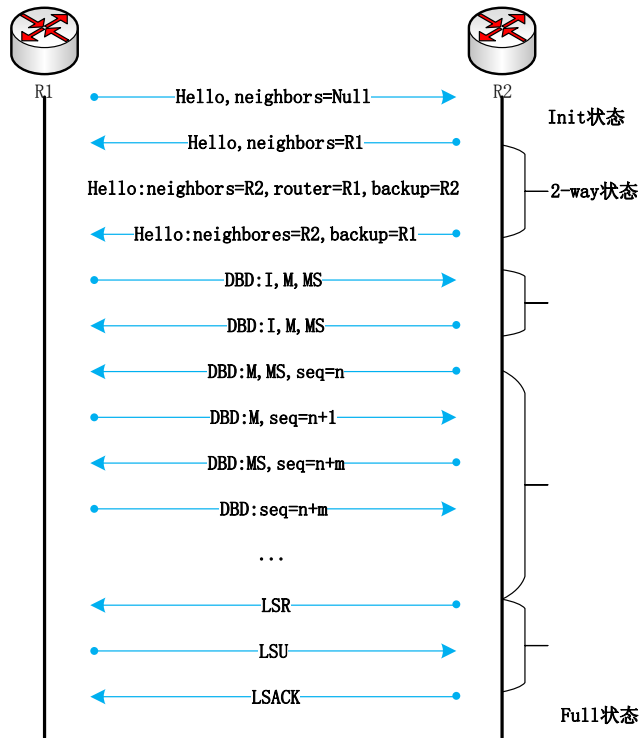 R1
R2
Hello,neighbors=Null
Init状态
Hello,neighbors=R1
Hello:neighbors=R2,router=R1,backup=R2
2-way状态
Hello:neighbores=R2,backup=R1
DBD:I,M,MS
DBD:I,M,MS
DBD:M,MS,seq=n
DBD:M,seq=n+1
DBD:MS,seq=n+m
DBD:seq=n+m
...
LSR
LSU
LSACK
Full状态